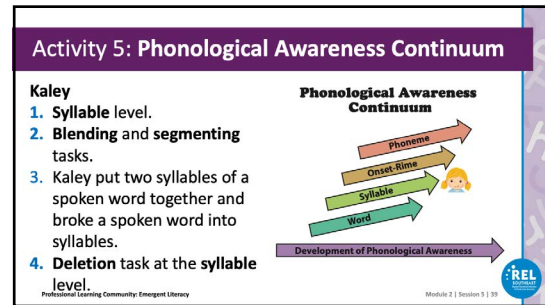 Activity 5: Phonological Awareness Continuum
Kaley
1. Syllable level.
2. Blending and segmenting
tasks.
3. Kaley put two syllables of a
spoken word together and
broke a spoken word into
syllables.
4. Deletion task at the syllable
level.
Phonological Awareness
Continuum
Phoneme
Onset-Rime
Syllable
Word
Development of Phonological Awareness
Professional Learning Community: Emergent Literacy
Module 2 | Session 5 | 39
REL
SOUTHEAST